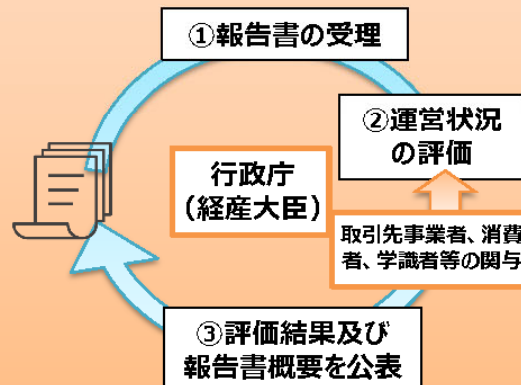 ①報告書の受理
②運営状況
の評価
行政庁
（経産大臣）
取引先事業者、消費
者、学識者等の関与
③評価結果及び
報告書概要を公表